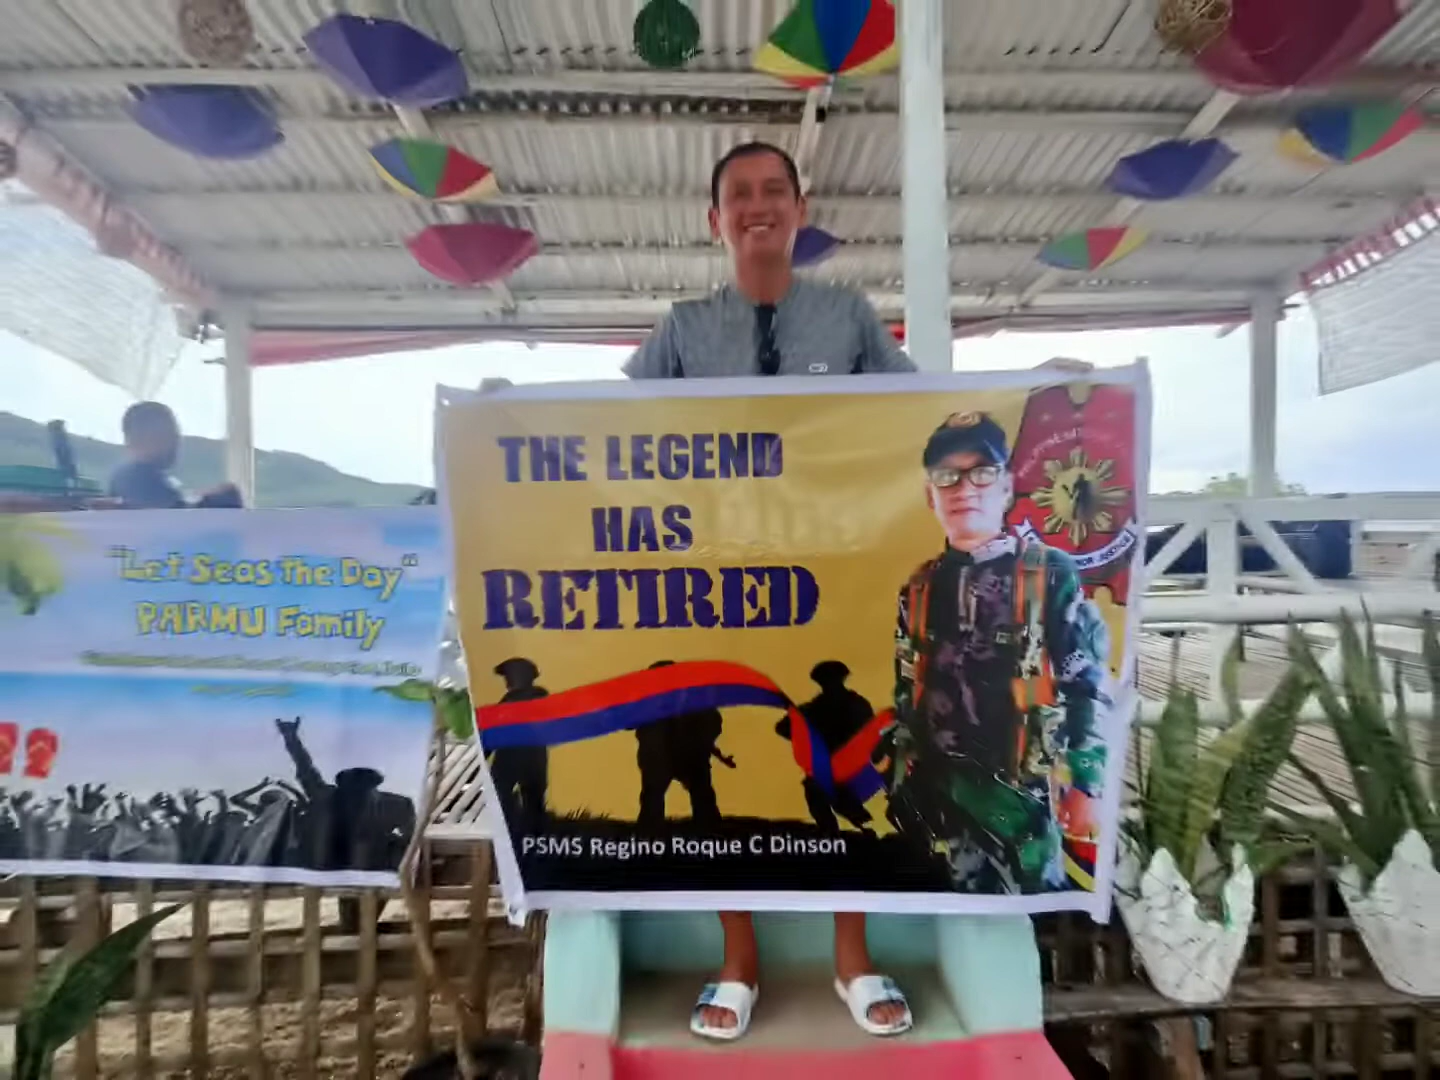 THE LEGEND
HAS
RETIRED
PSMS Regino Roque C Dinson
"Let Seas The Day"
PARMU Family